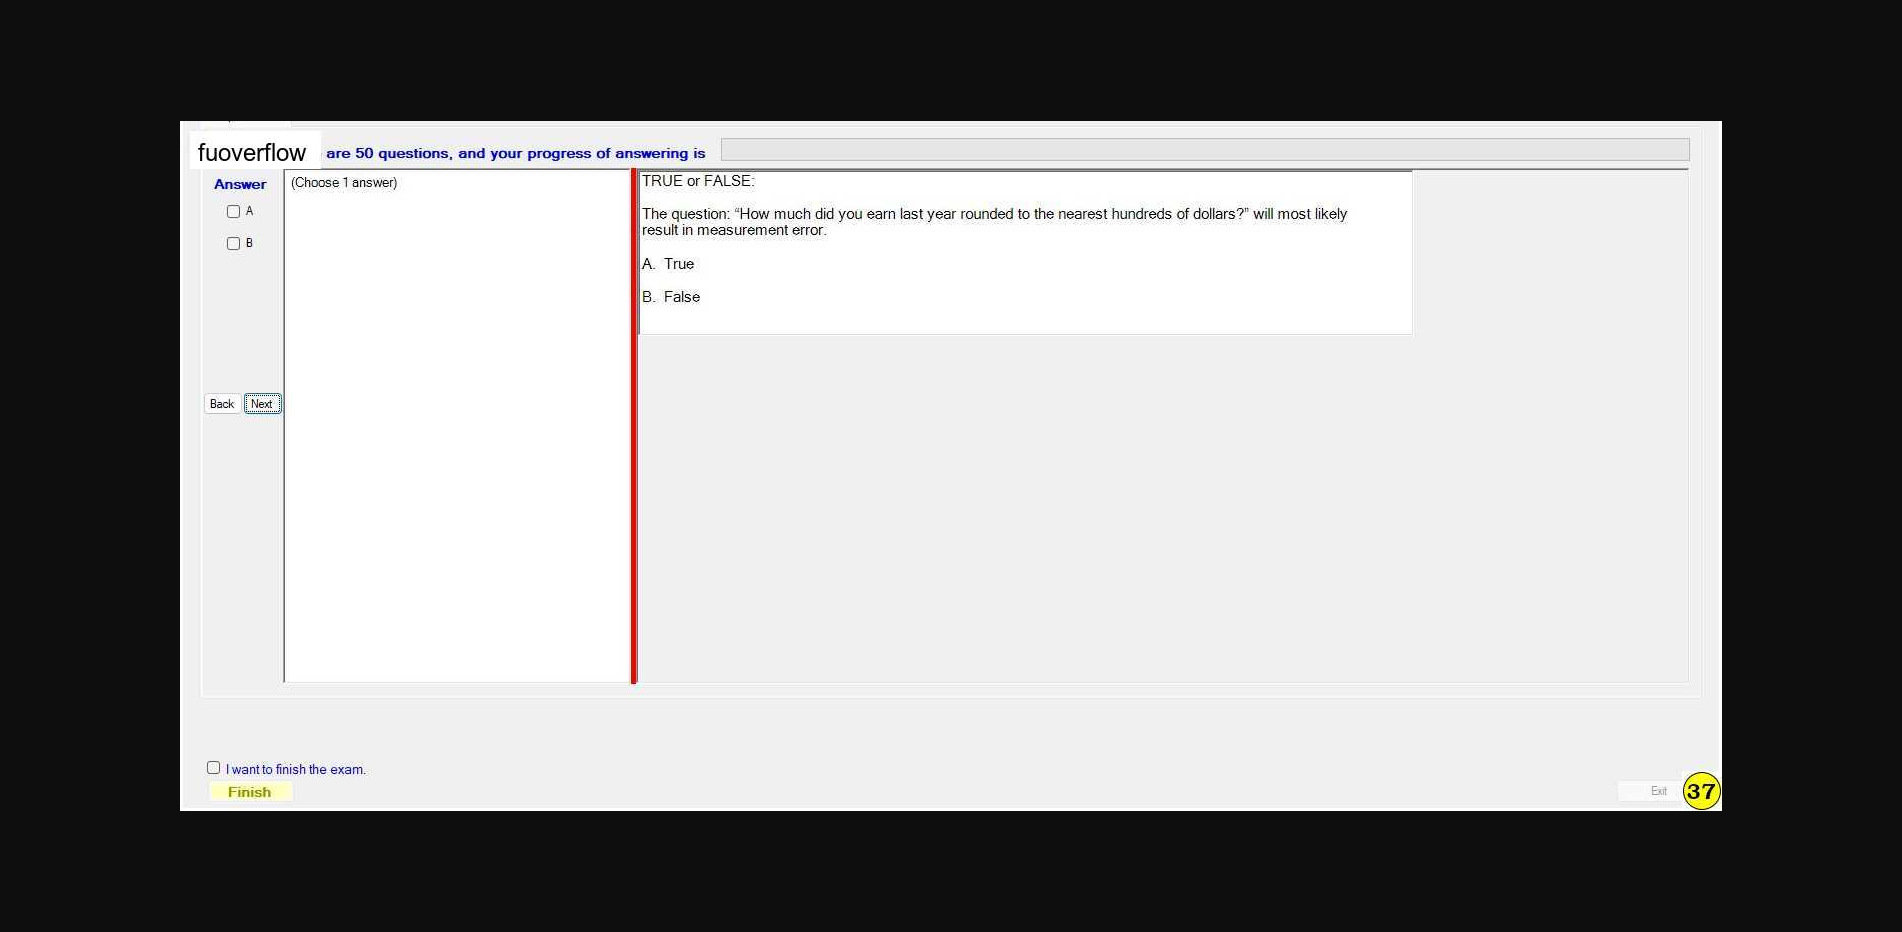 fuoverflow are 50 questions, and your progress of answering is
Answer
(Choose 1 answer)
A
B
Back Next
TRUE or FALSE:
The question: “How much did you earn last year rounded to the nearest hundreds of dollars?” will most likely
result in measurement error.
A. True
B. False
I want to finish the exam.
Finish
Exit
37